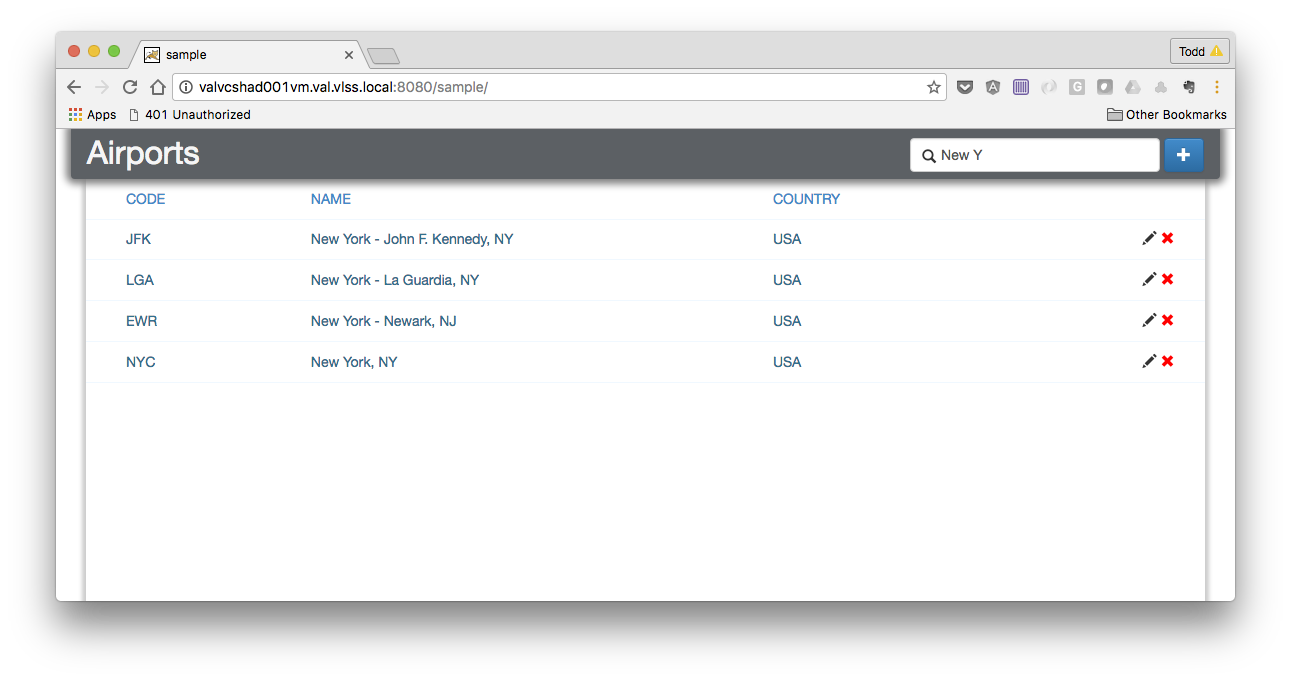 sample
Todd
valvcshad001vm.val.vlss.local:8080/sample/
Apps 401 Unauthorized Other Bookmarks
Airports New Y +
CODE NAME COUNTRY
JFK New York - John F. Kennedy, NY USA
LGA New York - La Guardia, NY USA
EWR New York - Newark, NJ USA
NYC New York, NY USA